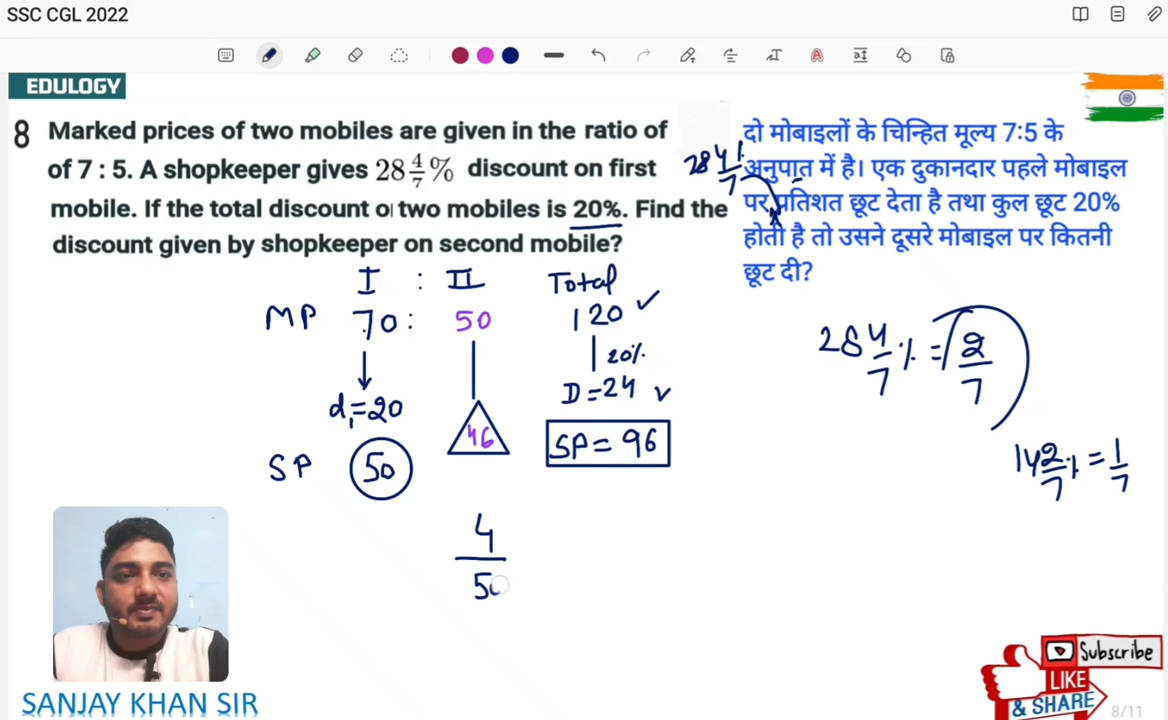 SSC CGL 2022
EDULOGY
8 Marked prices of two mobiles are given in the ratio of
of 7 : 5. A shopkeeper gives 28 4/7 % discount on first
mobile. If the total discount o two mobiles is 20%. Find the
discount given by shopkeeper on second mobile?
28 4/7 %
दो मोबाइलों के चिन्हित मूल्य 7:5 के
अनुपात में है। एक दुकानदार पहले मोबाइल
पर प्रतिशत छूट देता है तथा कुल छूट 20%
होती है तो उसने दूसरे मोबाइल पर कितनी
छूट दी?
I : II Total
MP 70 : 50 120 ✓
20%
d₁=20 D=24 ✓
46
SP 50 SP = 96
4/50
28 4/7 % = 2/7
14 2/7 % = 1/7
SANJAY KHAN SIR
Subscribe
LIKE
& SHARE
8/11